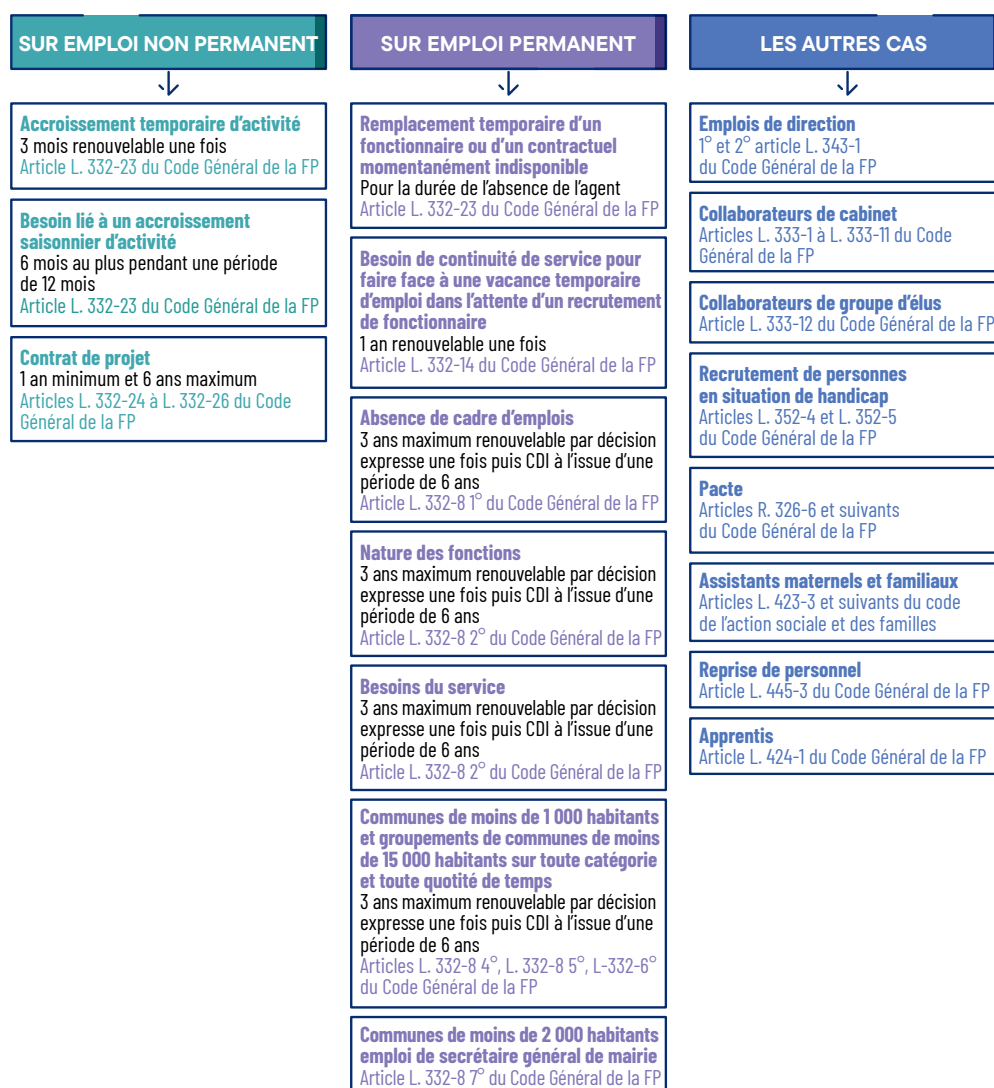 SUR EMPLOI NON PERMANENT
Accroissement temporaire d'activité
3 mois renouvelable une fois
Article L. 332-23 du Code Général de la FP
Besoin lié à un accroissement
saisonnier d'activité
6 mois au plus pendant une période
de 12 mois
Article L. 332-23 du Code Général de la FP
Contrat de projet
1 an minimum et 6 ans maximum
Articles L. 332-24 à L. 332-26 du Code
Général de la FP
SUR EMPLOI PERMANENT
Remplacement temporaire d'un
fonctionnaire ou d'un contractuel
momentanément indisponible
Pour la durée de l'absence de l'agent
Article L. 332-23 du Code Général de la FP
Besoin de continuité de service pour
faire face à une vacance temporaire
d'emploi dans l'attente d'un recrutement
de fonctionnaire
1 an renouvelable une fois
Article L. 332-14 du Code Général de la FP
Absence de cadre d'emplois
3 ans maximum renouvelable par décision
expresse une fois puis CDI à l'issue d'une
période de 6 ans
Article L. 332-8 1° du Code Général de la FP
Nature des fonctions
3 ans maximum renouvelable par décision
expresse une fois puis CDI à l'issue d'une
période de 6 ans
Article L. 332-8 2° du Code Général de la FP
Besoins du service
3 ans maximum renouvelable par décision
expresse une fois puis CDI à l'issue d'une
période de 6 ans
Article L. 332-8 2° du Code Général de la FP
Communes de moins de 1 000 habitants
et groupements de communes de moins
de 15 000 habitants sur toute catégorie
et toute quotité de temps
3 ans maximum renouvelable par décision
expresse une fois puis CDI à l'issue d'une
période de 6 ans
Articles L. 332-8 4°, L. 332-8 5°, L-332-6°
du Code Général de la FP
Communes de moins de 2 000 habitants
emploi de secrétaire général de mairie
Article L. 332-8 7° du Code Général de la FP
LES AUTRES CAS
Emplois de direction
1° et 2° article L. 343-1
du Code Général de la FP
Collaborateurs de cabinet
Articles L. 333-1 à L. 333-11 du Code
Général de la FP
Collaborateurs de groupe d'élus
Article L. 333-12 du Code Général de la FP
Recrutement de personnes
en situation de handicap
Articles L. 352-4 et L. 352-5
du Code Général de la FP
Pacte
Articles R. 326-6 et suivants
du Code Général de la FP
Assistants maternels et familiaux
Articles L. 423-3 et suivants du code
de l'action sociale et des familles
Reprise de personnel
Article L. 445-3 du Code Général de la FP
Apprentis
Article L. 424-1 du Code Général de la FP